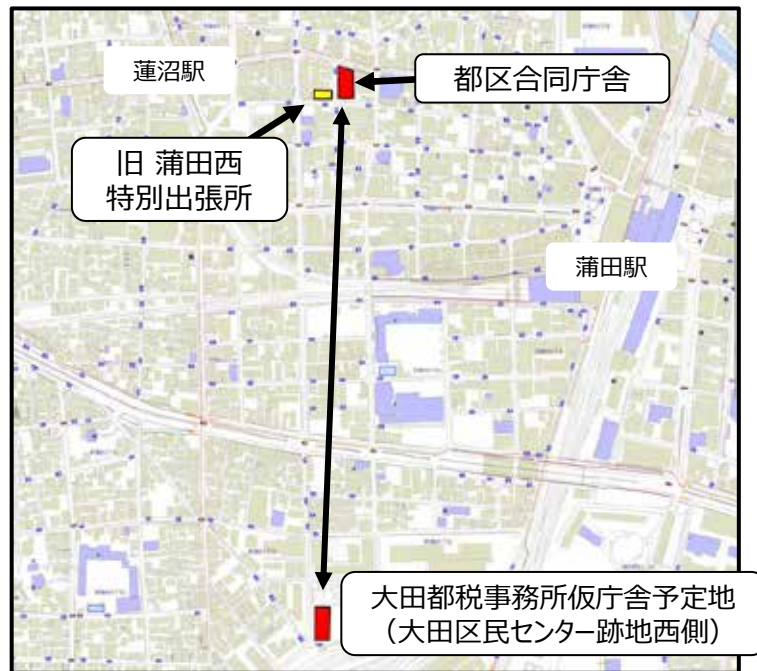 蓮沼駅
都区合同庁舎
旧 蒲田西
特別出張所
蒲田駅
大田都税事務所仮庁舎予定地
（大田区民センター跡地西側）